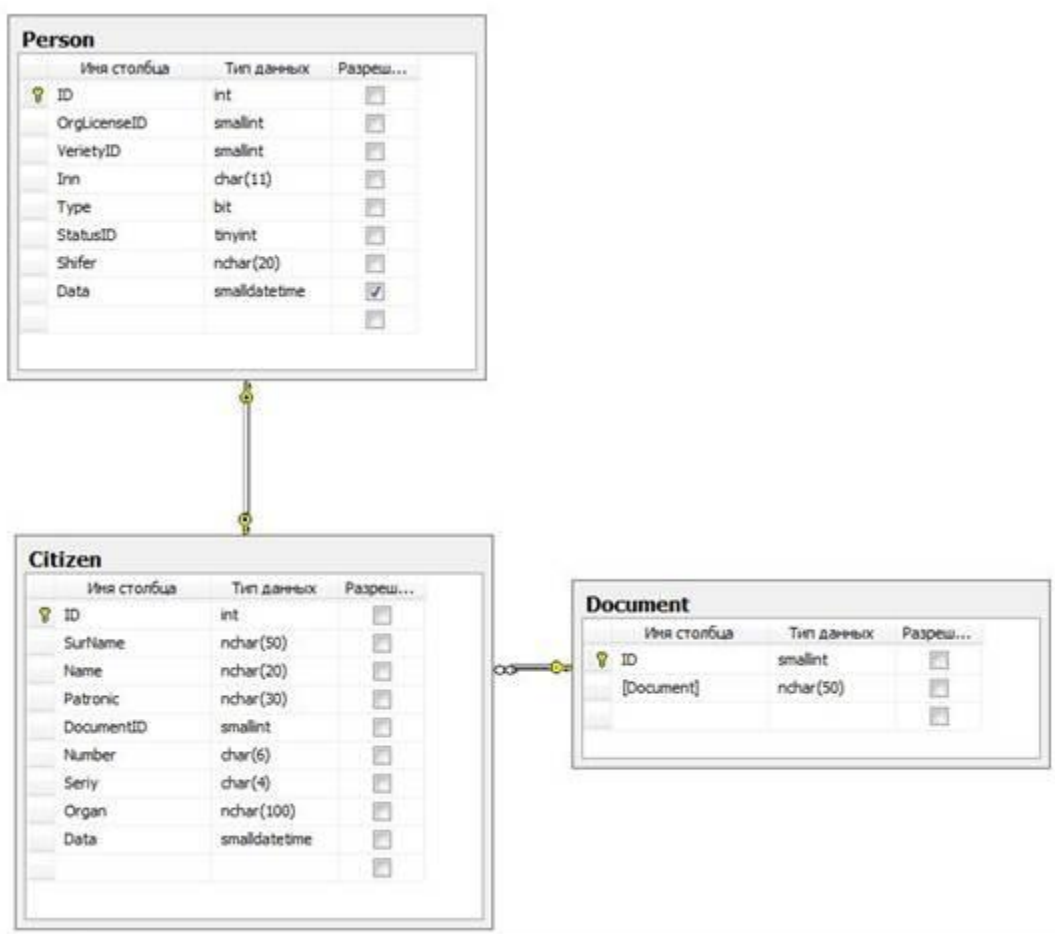 Person
Имя столбца Тип данных Разреш...
ID int
OrgLicenseID smallint
VerietyID smallint
Inn char(11)
Type bit
StatusID tinyint
Shifer nchar(20)
Data smalldatetime
Citizen
Имя столбца Тип данных Разреш...
ID int
SurName nchar(50)
Name nchar(20)
Patronic nchar(30)
DocumentID smallint
Number char(6)
Seriy char(4)
Organ nchar(100)
Data smalldatetime
Document
Имя столбца Тип данных Разреш...
ID smallint
[Document] nchar(50)